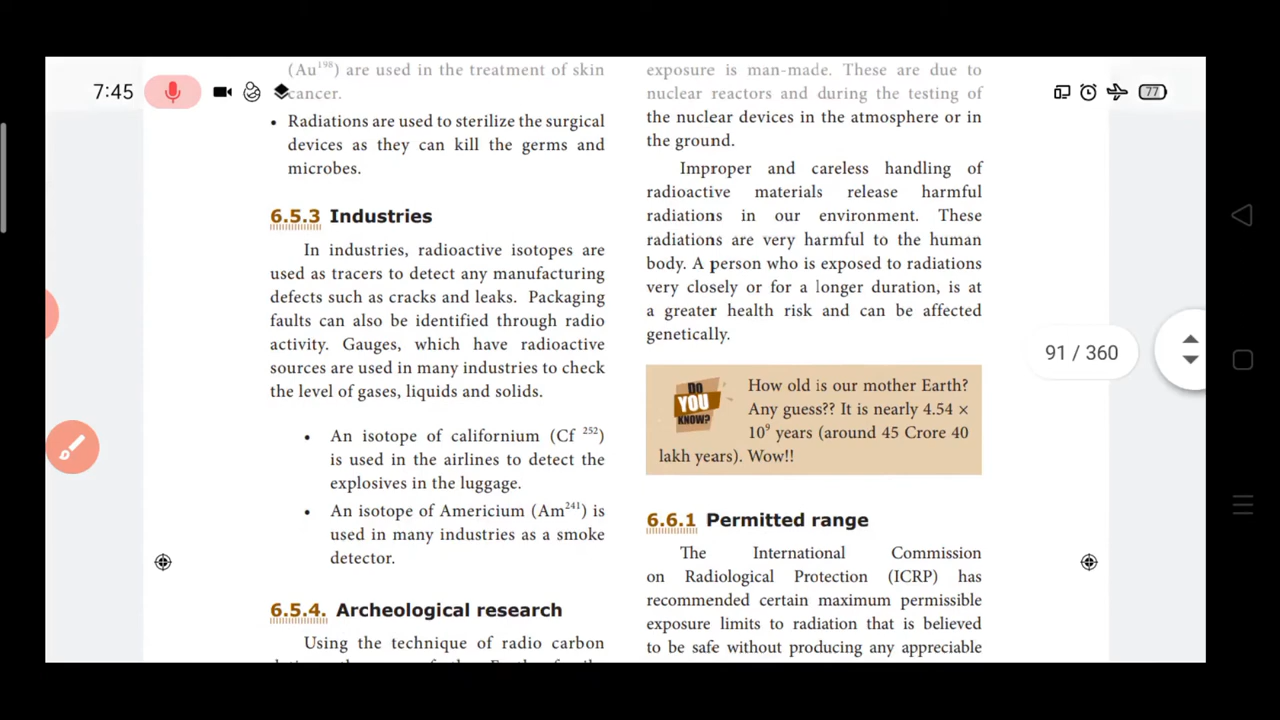 7:45
77
(Au198) are used in the treatment of skin
cancer.
• Radiations are used to sterilize the surgical
devices as they can kill the germs and
microbes.
6.5.3 Industries
In industries, radioactive isotopes are
used as tracers to detect any manufacturing
defects such as cracks and leaks. Packaging
faults can also be identified through radio
activity. Gauges, which have radioactive
sources are used in many industries to check
the level of gases, liquids and solids.
• An isotope of californium (Cf 252)
is used in the airlines to detect the
explosives in the luggage.
• An isotope of Americium (Am241) is
used in many industries as a smoke
detector.
6.5.4. Archeological research
Using the technique of radio carbon
exposure is man-made. These are due to
nuclear reactors and during the testing of
the nuclear devices in the atmosphere or in
the ground.
Improper and careless handling of
radioactive materials release harmful
radiations in our environment. These
radiations are very harmful to the human
body. A person who is exposed to radiations
very closely or for a longer duration, is at
a greater health risk and can be affected
genetically.
DO
YOU
KNOW?
How old is our mother Earth?
Any guess?? It is nearly 4.54 ×
10⁹ years (around 45 Crore 40
lakh years). Wow!!
6.6.1 Permitted range
The International Commission
on Radiological Protection (ICRP) has
recommended certain maximum permissible
exposure limits to radiation that is believed
to be safe without producing any appreciable
91 / 360